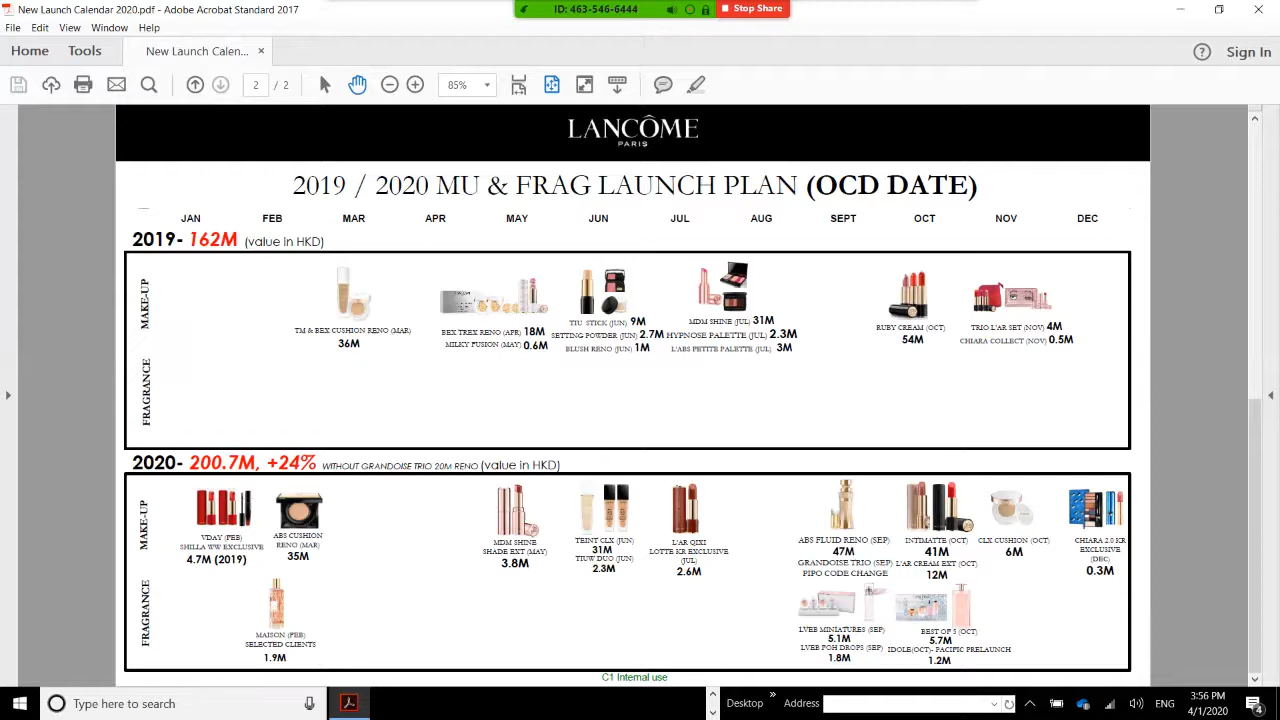 New Launch Calendar 2020.pdf - Adobe Acrobat Standard 2017
ID: 463-546-6444
Stop Share
File Edit View Window Help
Home Tools New Launch Calen... × Sign In
2 / 2 85%
LANCÔME
PARIS
2019 / 2020 MU & FRAG LAUNCH PLAN (OCD DATE)
JAN FEB MAR APR MAY JUN JUL AUG SEPT OCT NOV DEC
2019- 162M (value in HKD)
MAKE-UP
TM & BEX CUSHION RENO (MAR)
36M
BEX TREX RENO (APR) 18M
MILKY FUSION (MAY) 0.6M
TIU STICK (JUN) 9M
SETTING POWDER (JUN) 2.7M
BLUSH RENO (JUN) 1M
MDM SHINE (JUL) 31M
HYPNOSE PALETTE (JUL) 2.3M
L'ABS PETITE PALETTE (JUL) 3M
RUBY CREAM (OCT)
54M
TRIO L'AR SET (NOV) 4M
CHIARA COLLECT (NOV) 0.5M
FRAGRANCE
2020- 200.7M, +24% WITHOUT GRANDOISE TRIO 20M RENO (value in HKD)
MAKE-UP
VDAY (FEB)
SHILLA WW EXCLUSIVE
4.7M (2019)
ABS CUSHION
RENO (MAR)
35M
MDM SHINE
SHADE EXT (MAY)
3.8M
TEINT CLX (JUN)
31M
TIUW DUO (JUN)
2.3M
L'AR QIXI
LOTTE KR EXCLUSIVE
(JUL)
2.6M
ABS FLUID RENO (SEP)
47M
GRANDOISE TRIO (SEP)
PIPO CODE CHANGE
INTIMATTE (OCT)
41M
L'AR CREAM EXT (OCT)
12M
CLX CUSHION (OCT)
6M
CHIARA 2.0 KR
EXCLUSIVE
(DEC)
0.3M
FRAGRANCE
MAISON (FEB)
SELECTED CLIENTS
1.9M
LVEB MINIATURES (SEP)
5.1M
LVEB POH DROPS (SEP)
1.8M
BEST OF 5 (OCT)
5.7M
IDOLE(OCT)- PACIFIC PRELAUNCH
1.2M
C1 Internal use
Type here to search
Desktop » Address
ENG
3:56 PM
4/1/2020
4